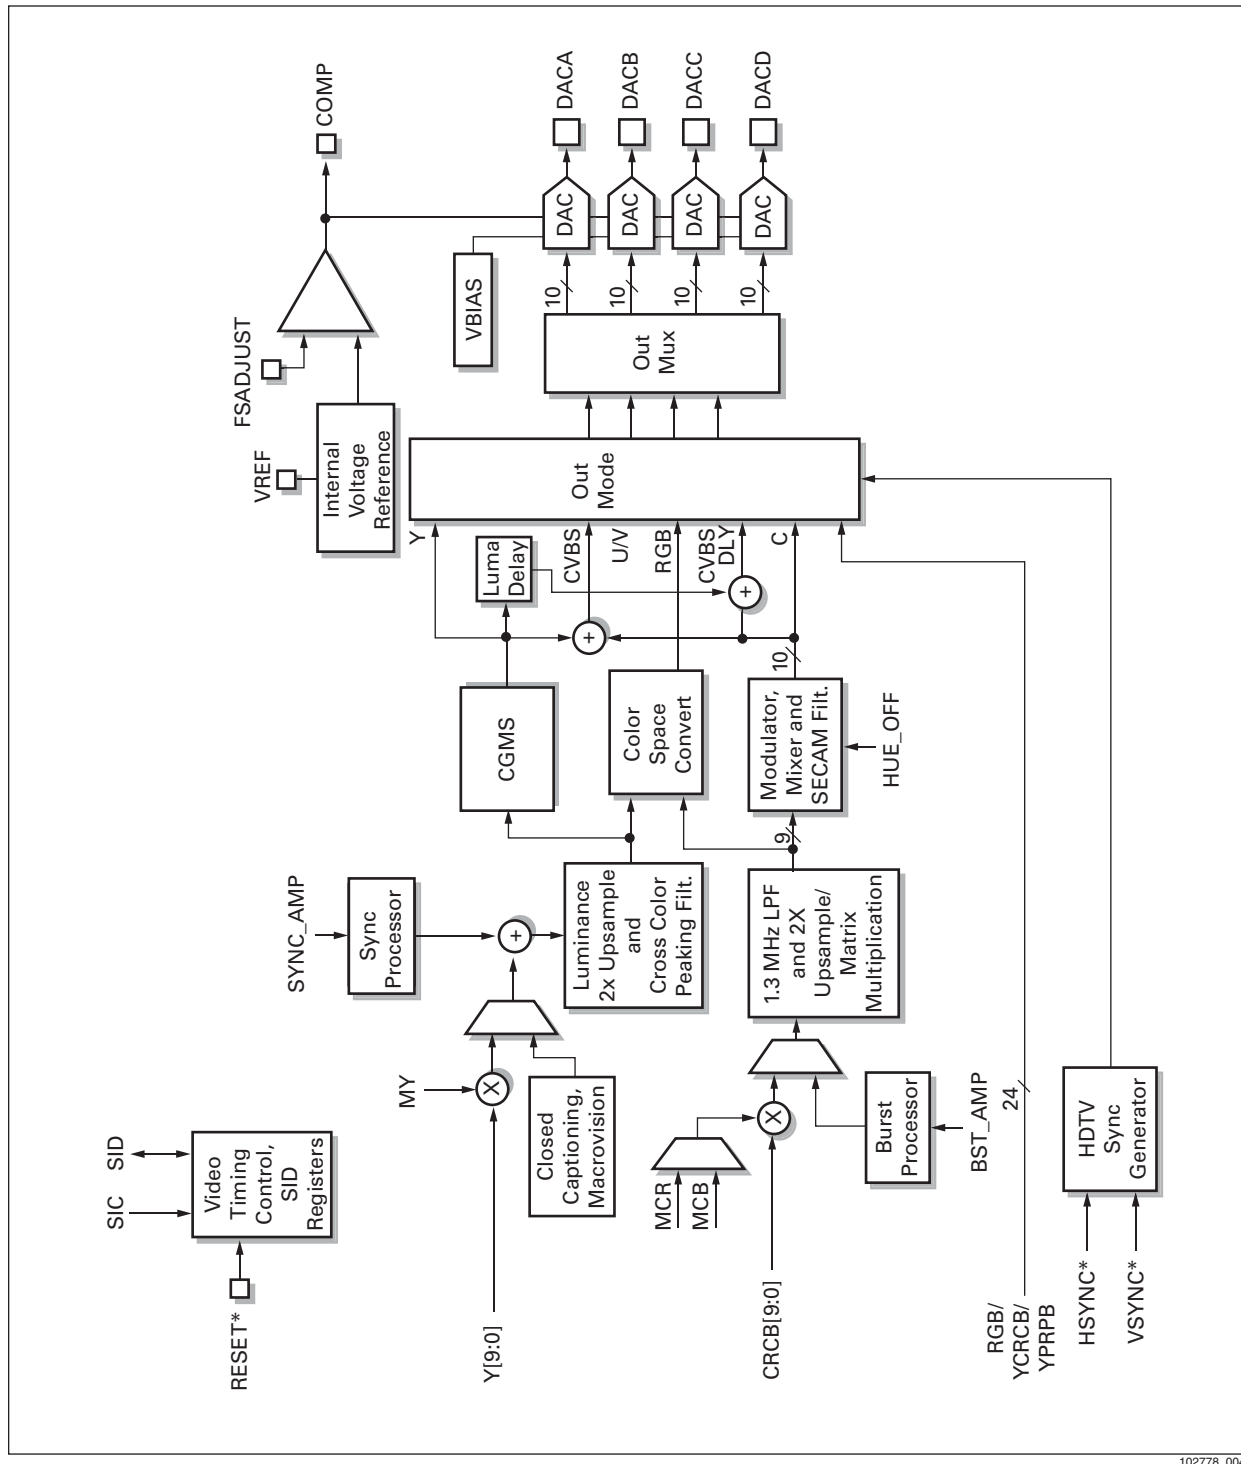 SIC
SID
Video
Timing
Control,
SID
Registers
RESET*
SYNC_AMP
Sync
Processor
MY
X
Y[9:0]
Closed
Captioning,
Macrovision
+
Luminance
2x Upsample
and
Cross Color
Peaking Filt.
MCR
MCB
X
CRCB[9:0]
Burst
Processor
BST_AMP
1.3 MHz LPF
and 2X
Upsample/
Matrix
Multiplication
9
CGMS
Color
Space
Convert
Modulator,
Mixer and
SECAM Filt.
HUE_OFF
10
Luma
Delay
+
+
Y
CVBS
U/V
RGB
CVBS
DLY
C
RGB/
YCRCB/
YPRPB
24
HSYNC*
VSYNC*
HDTV
Sync
Generator
Out
Mode
Out
Mux
VREF
Internal
Voltage
Reference
FSADJUST
COMP
VBIAS
10
10
10
10
DAC
DAC
DAC
DAC
DACA
DACB
DACC
DACD